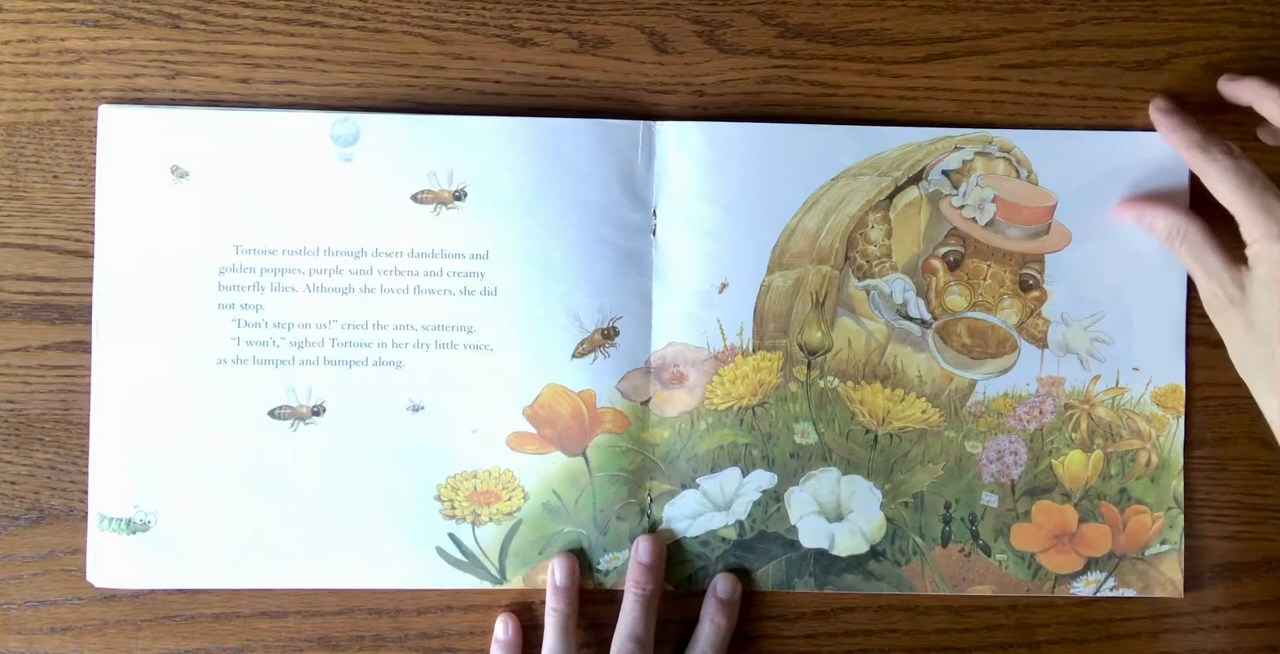 Tortoise rustled through desert dandelions and
golden poppies, purple sand verbena and creamy
butterfly lilies. Although she loved flowers, she did
not stop.
“Don’t step on us!” cried the ants, scattering.
“I won’t,” sighed Tortoise in her dry little voice,
as she lumped and bumped along.